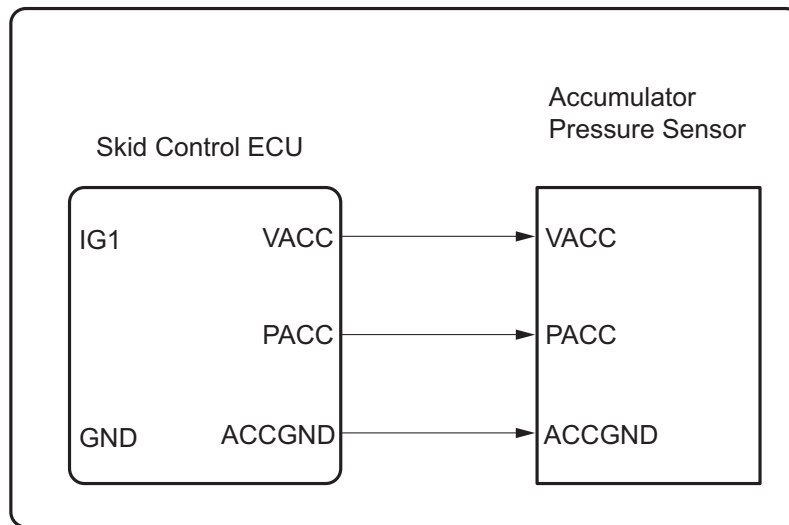 Accumulator
Pressure Sensor
Skid Control ECU
IG1
VACC
VACC
PACC
PACC
GND
ACCGND
ACCGND